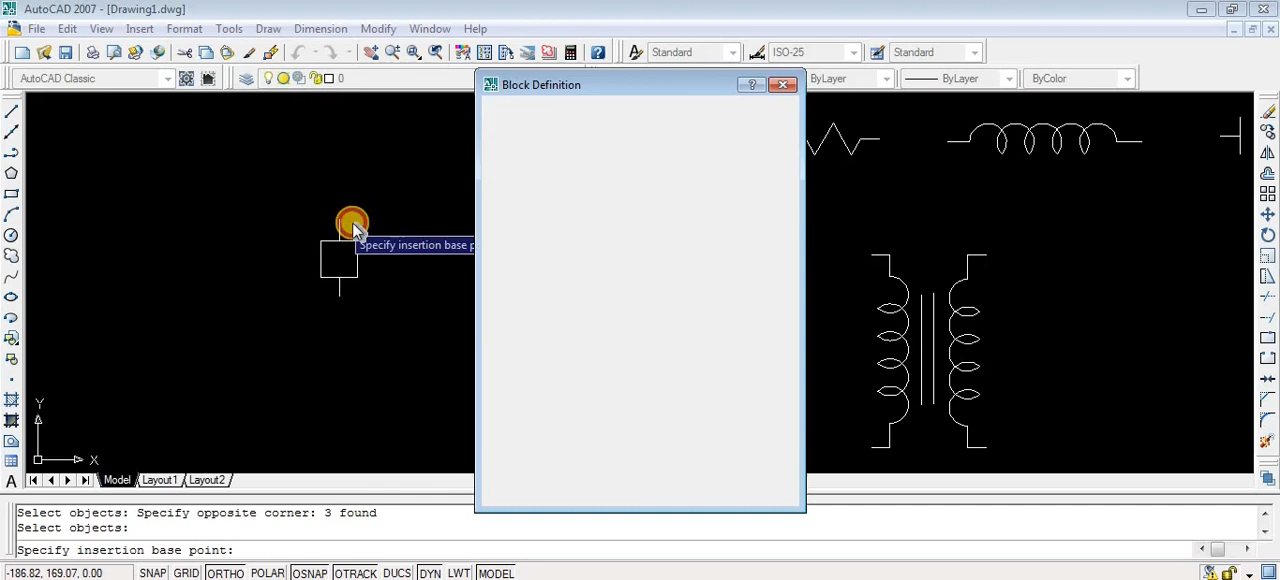 AutoCAD 2007 - [Drawing1.dwg]
File Edit View Insert Format Tools Draw Dimension Modify Window Help
Standard ISO-25 Standard
AutoCAD Classic 0 ByLayer ByLayer ByColor
Block Definition
Specify insertion base p
Y
X
Model Layout1 Layout2
A
Select objects: Specify opposite corner: 3 found
Select objects:
Specify insertion base point:
-186.82, 169.07, 0.00 SNAP GRID ORTHO POLAR OSNAP OTRACK DUCS DYN LWT MODEL